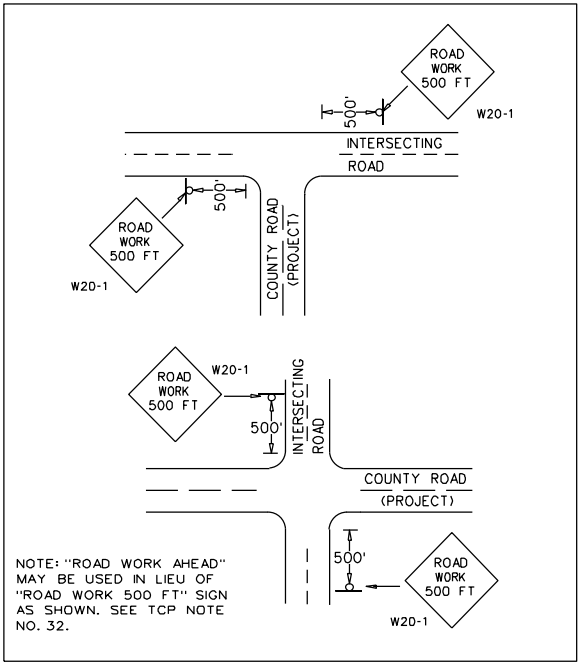 ROAD
WORK
500 FT
W20-1
500'
INTERSECTING
ROAD
500'
ROAD
WORK
500 FT
W20-1
COUNTY ROAD
(PROJECT)
ROAD
WORK
500 FT
W20-1
500'
INTERSECTING
ROAD
COUNTY ROAD
(PROJECT)
500'
ROAD
WORK
500 FT
W20-1
NOTE: "ROAD WORK AHEAD"
MAY BE USED IN LIEU OF
"ROAD WORK 500 FT" SIGN
AS SHOWN. SEE TCP NOTE
NO. 32.